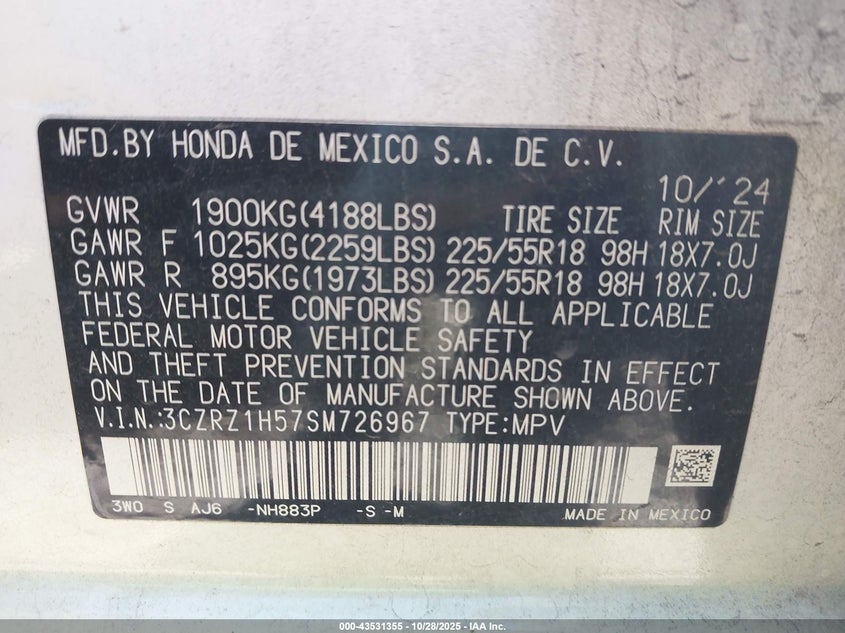 MFD.BY HONDA DE MEXICO S.A. DE C.V.
10/'24
GVWR 1900KG(4188LBS) TIRE SIZE RIM SIZE
GAWR F 1025KG(2259LBS) 225/55R18 98H 18X7.0J
GAWR R 895KG(1973LBS) 225/55R18 98H 18X7.0J
THIS VEHICLE CONFORMS TO ALL APPLICABLE
FEDERAL MOTOR VEHICLE SAFETY
AND THEFT PREVENTION STANDARDS IN EFFECT
ON THE DATE OF MANUFACTURE SHOWN ABOVE.
V.I.N.:3CZRZ1H57SM726967 TYPE:MPV
3WO S AJ6 -NH883P -S -M MADE IN MEXICO
000-43531355 - 10/28/2025 - IAA Inc.